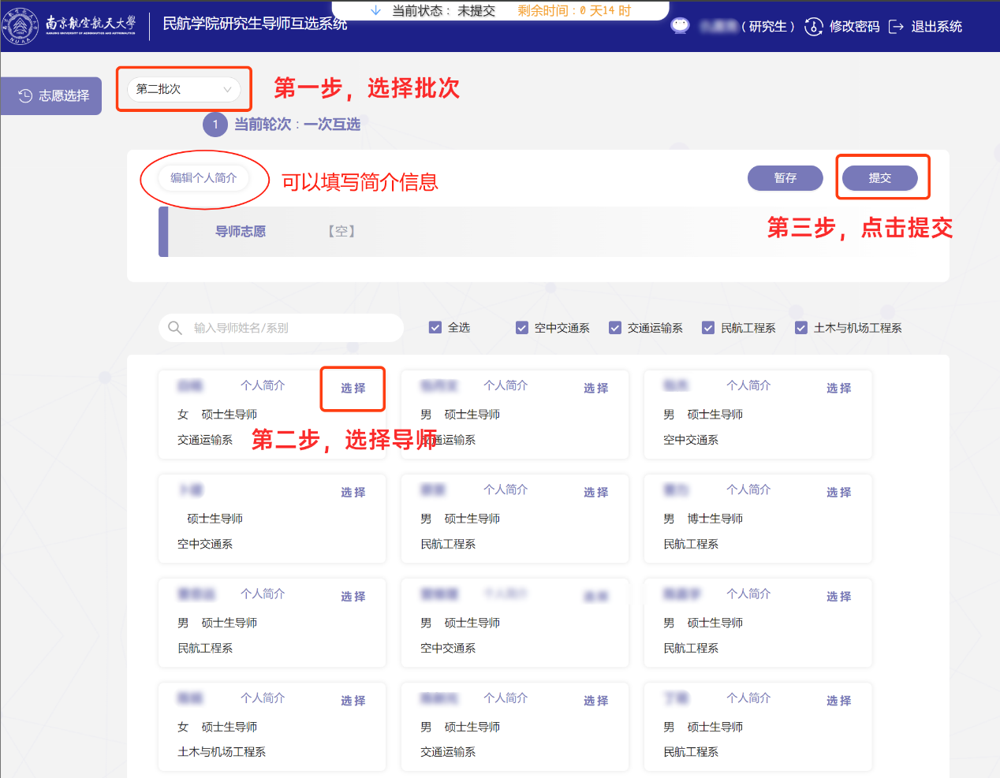 南京航空航天大学
NANJING UNIVERSITY OF AERONAUTICS AND ASTRONAUTICS
NUAA
民航学院研究生导师互选系统
当前状态： 未提交 剩余时间：0 天14 时
（ 研究生 ） 修改密码 退出系统
志愿选择
第二批次
第一步，选择批次
1 当前轮次：一次互选
编辑个人简介
可以填写简介信息
暂存 提交
导师志愿 【空】
第三步，点击提交
输入导师姓名/系别 全选 空中交通系 交通运输系 民航工程系 土木与机场工程系
个人简介 选择 个人简介 选择 个人简介 选择
女 硕士生导师 男 硕士生导师 男 硕士生导师
交通运输系 第二步，选择导师 交通运输系 空中交通系
选择 个人简介 选择 个人简介 选择
硕士生导师 男 硕士生导师 男 博士生导师
空中交通系 民航工程系 民航工程系
个人简介 选择 个人简介 选择 个人简介 选择
男 硕士生导师 男 硕士生导师 男 硕士生导师
民航工程系 空中交通系 民航工程系
个人简介 选择 个人简介 选择 个人简介 选择
女 硕士生导师 男 硕士生导师 男 硕士生导师
土木与机场工程系 交通运输系 民航工程系